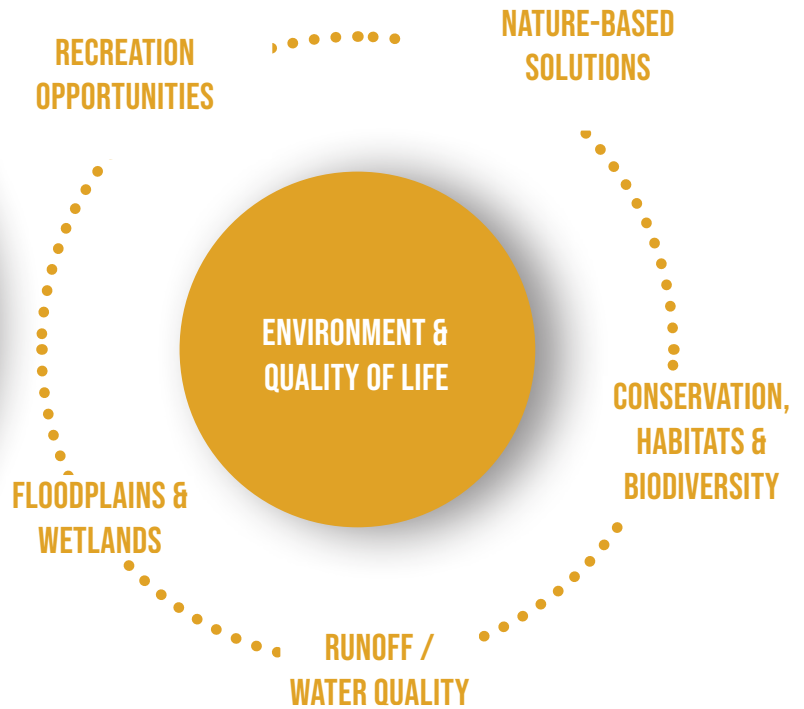 RECREATION
OPPORTUNITIES
NATURE-BASED
SOLUTIONS
ENVIRONMENT &
QUALITY OF LIFE
CONSERVATION,
HABITATS &
BIODIVERSITY
FLOODPLAINS &
WETLANDS
RUNOFF /
WATER QUALITY